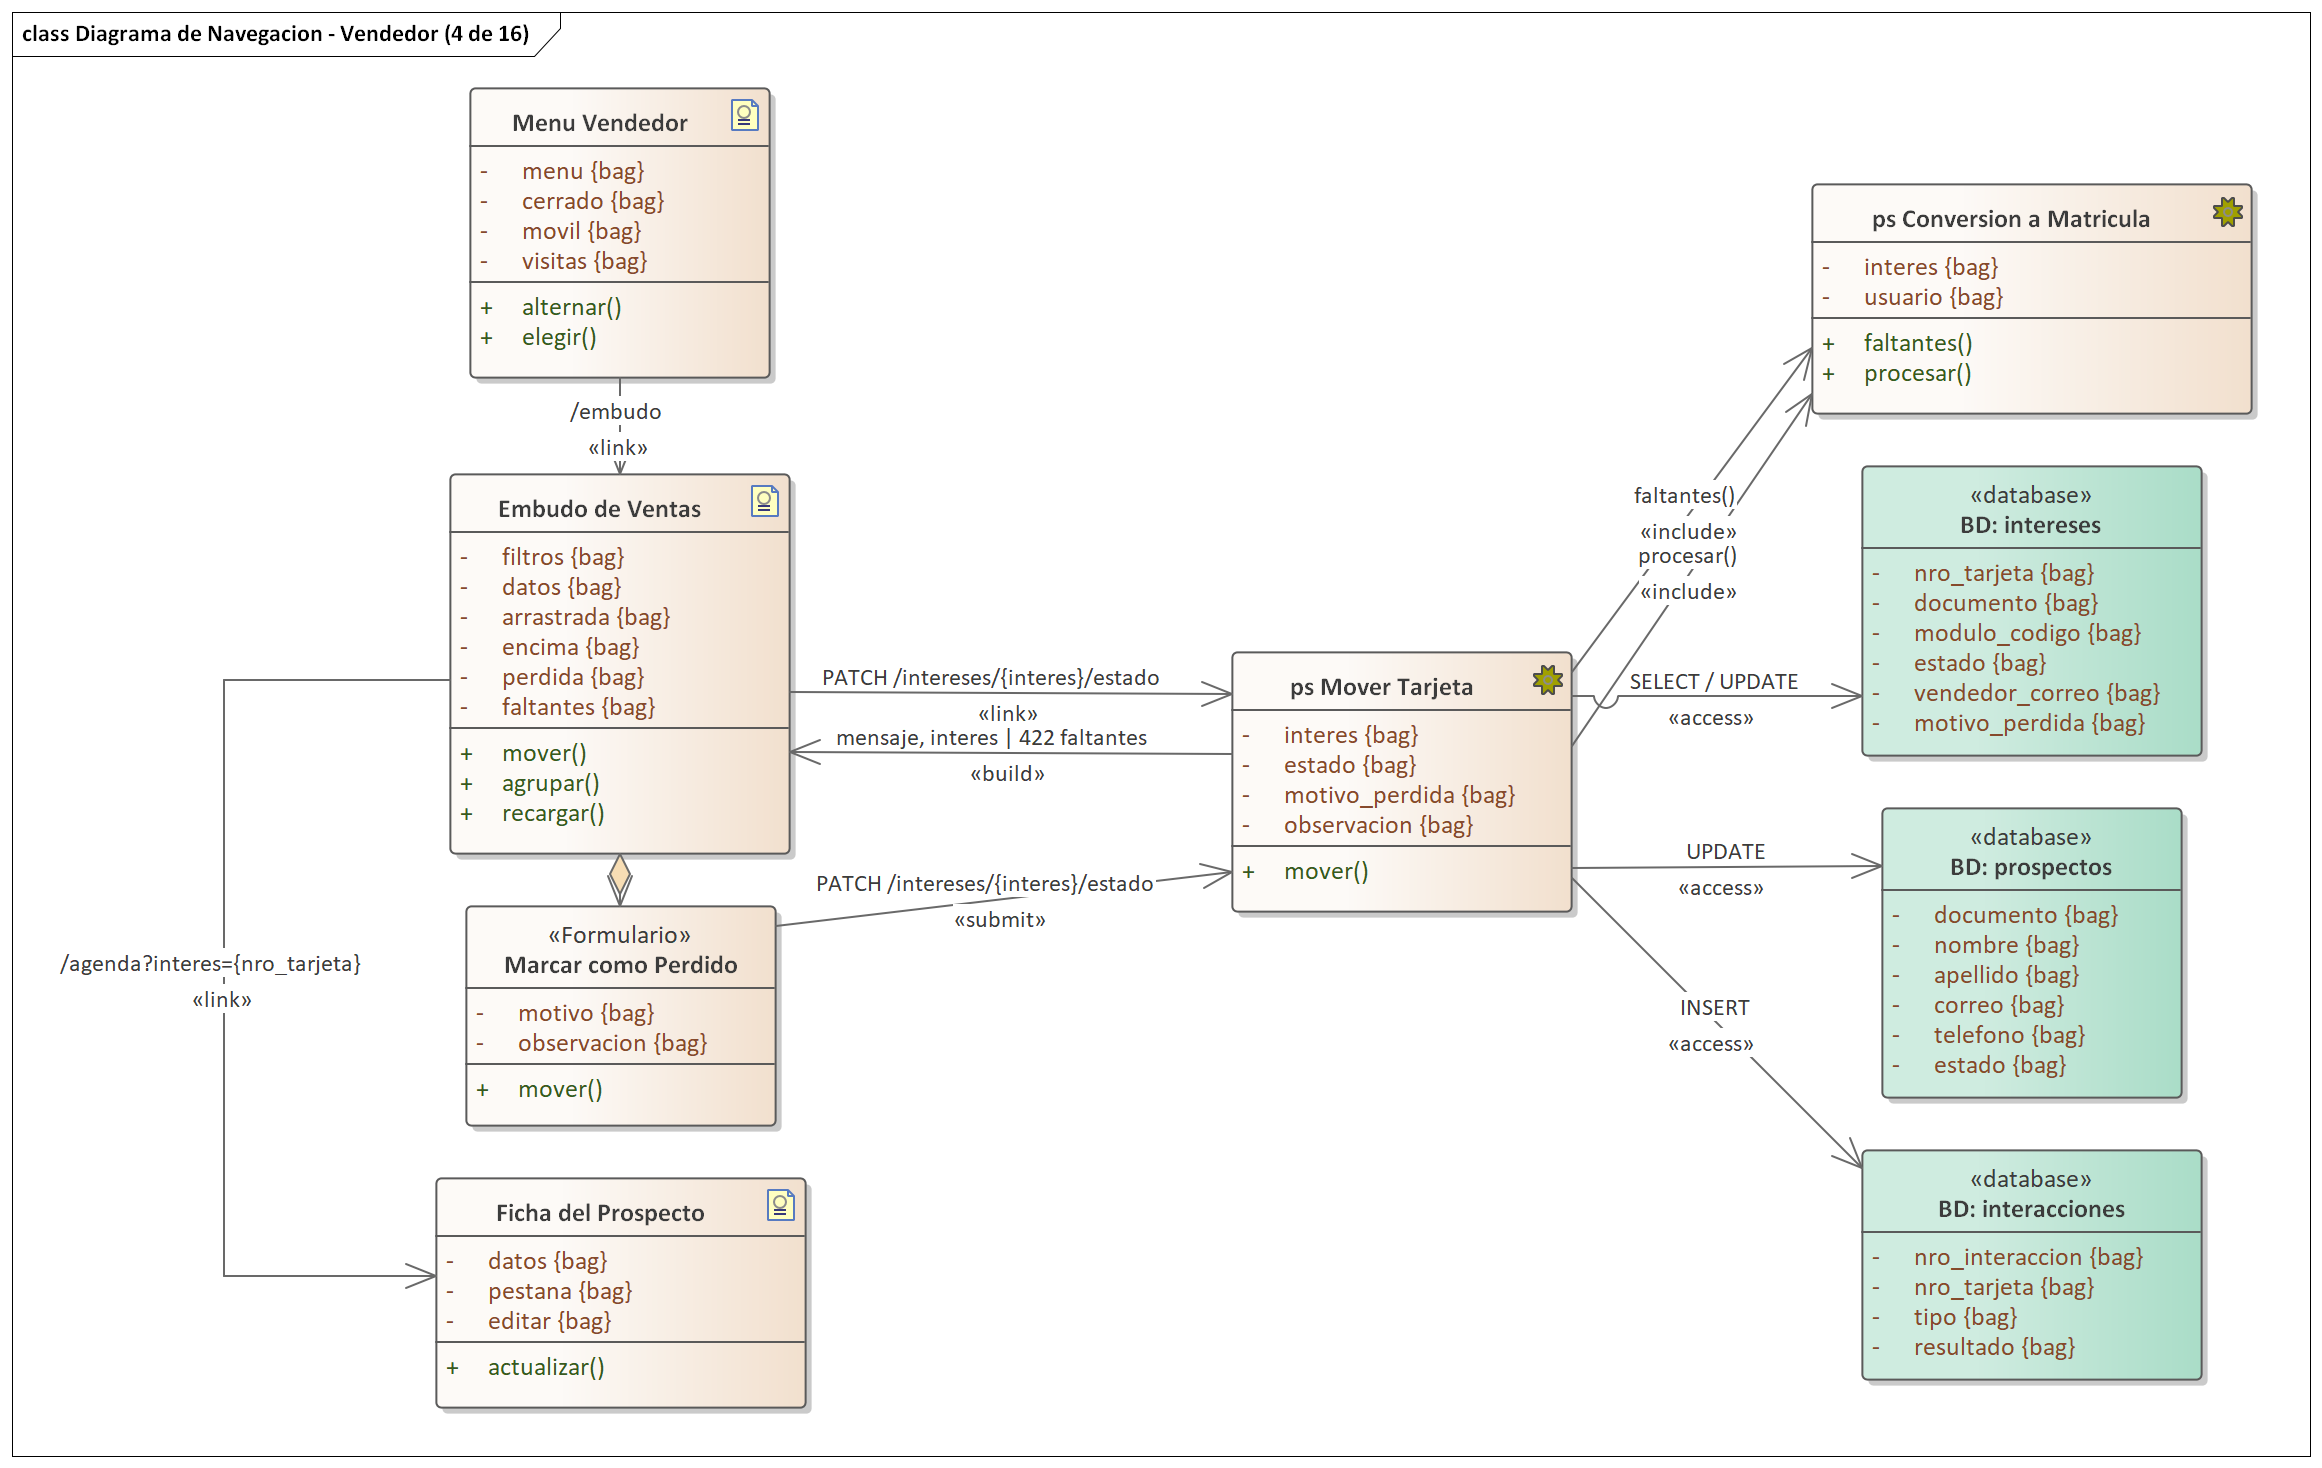 class Diagrama de Navegacion - Vendedor (4 de 16)
Menu Vendedor
- menu {bag}
- cerrado {bag}
- movil {bag}
- visitas {bag}
+ alternar()
+ elegir()
/embudo
«link»
Embudo de Ventas
- filtros {bag}
- datos {bag}
- arrastrada {bag}
- encima {bag}
- perdida {bag}
- faltantes {bag}
+ mover()
+ agrupar()
+ recargar()
/agenda?interes={nro_tarjeta}
«link»
«Formulario»
Marcar como Perdido
- motivo {bag}
- observacion {bag}
+ mover()
Ficha del Prospecto
- datos {bag}
- pestana {bag}
- editar {bag}
+ actualizar()
PATCH /intereses/{interes}/estado
«link»
mensaje, interes | 422 faltantes
«build»
PATCH /intereses/{interes}/estado
«submit»
ps Mover Tarjeta
- interes {bag}
- estado {bag}
- motivo_perdida {bag}
- observacion {bag}
+ mover()
faltantes()
«include»
procesar()
«include»
SELECT / UPDATE
«access»
UPDATE
«access»
INSERT
«access»
ps Conversion a Matricula
- interes {bag}
- usuario {bag}
+ faltantes()
+ procesar()
«database»
BD: intereses
- nro_tarjeta {bag}
- documento {bag}
- modulo_codigo {bag}
- estado {bag}
- vendedor_correo {bag}
- motivo_perdida {bag}
«database»
BD: prospectos
- documento {bag}
- nombre {bag}
- apellido {bag}
- correo {bag}
- telefono {bag}
- estado {bag}
«database»
BD: interacciones
- nro_interaccion {bag}
- nro_tarjeta {bag}
- tipo {bag}
- resultado {bag}